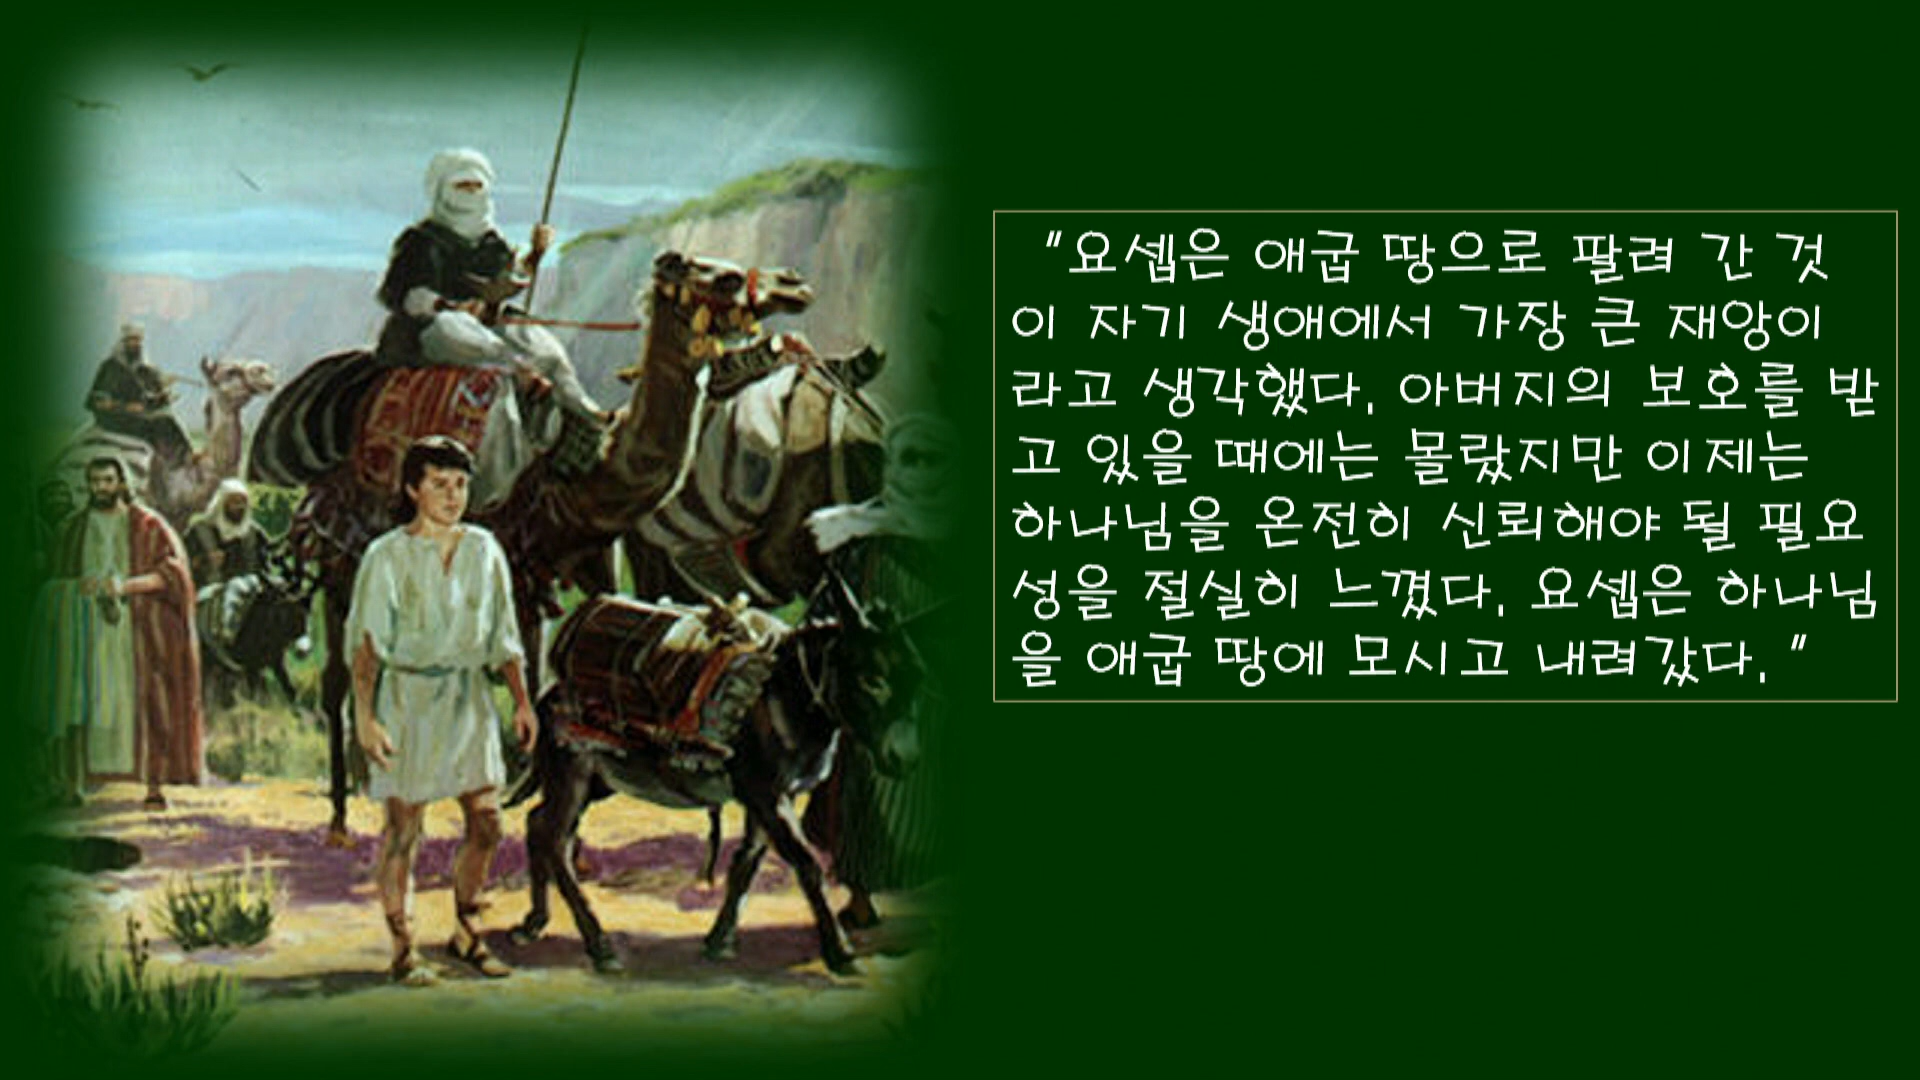 "요셉은 애굽 땅으로 팔려 간 것
이 자기 생애에서 가장 큰 재앙이
라고 생각했다. 아버지의 보호를 받
고 있을 때에는 몰랐지만 이제는
하나님을 온전히 신뢰해야 될 필요
성을 절실히 느꼈다. 요셉은 하나님
을 애굽 땅에 모시고 내려갔다. "